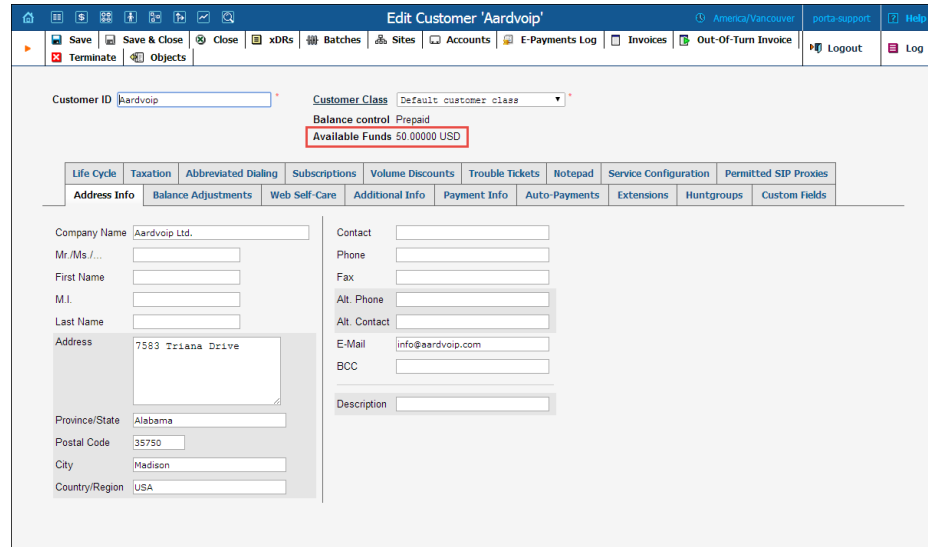 Edit Customer 'Aardvoip'
America/Vancouver
porta-support
? Help
Save Save & Close Close xDRs Batches Sites Accounts E-Payments Log Invoices Out-Of-Turn Invoice Logout Log
Terminate Objects
Customer ID Aardvoip * Customer Class Default customer class *
Balance control Prepaid
Available Funds 50.00000 USD
Life Cycle Taxation Abbreviated Dialing Subscriptions Volume Discounts Trouble Tickets Notepad Service Configuration Permitted SIP Proxies
Address Info Balance Adjustments Web Self-Care Additional Info Payment Info Auto-Payments Extensions Huntgroups Custom Fields
Company Name Aardvoip Ltd.
Mr./Ms./...
First Name
M.I.
Last Name
Address 7583 Triana Drive
Province/State Alabama
Postal Code 35750
City Madison
Country/Region USA
Contact
Phone
Fax
Alt. Phone
Alt. Contact
E-Mail info@aardvoip.com
BCC
Description